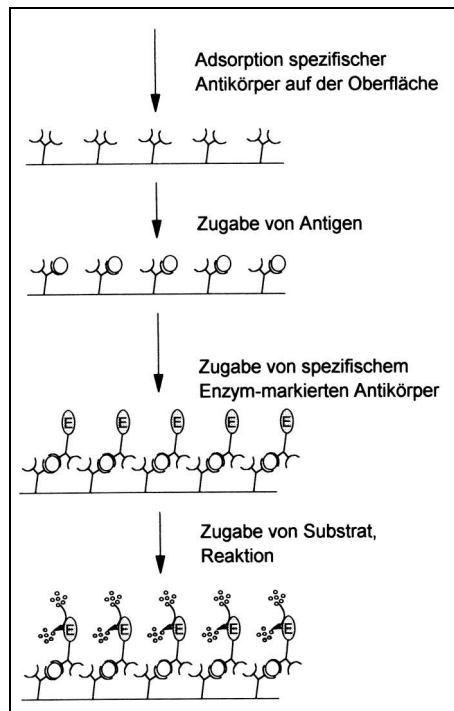 Adsorption spezifischer
Antikörper auf der Oberfläche
Zugabe von Antigen
Zugabe von spezifischem
Enzym-markierten Antikörper
E E E E E
Zugabe von Substrat,
Reaktion
E E E E E